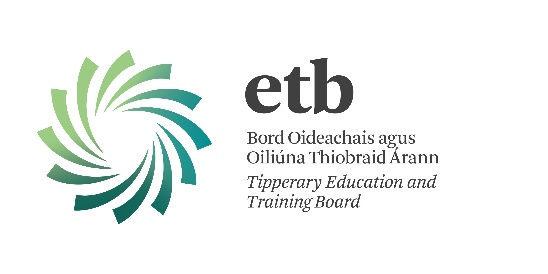 etb
Bord Oideachais agus
Oiliúna Thiobraid Árann
Tipperary Education and
Training Board